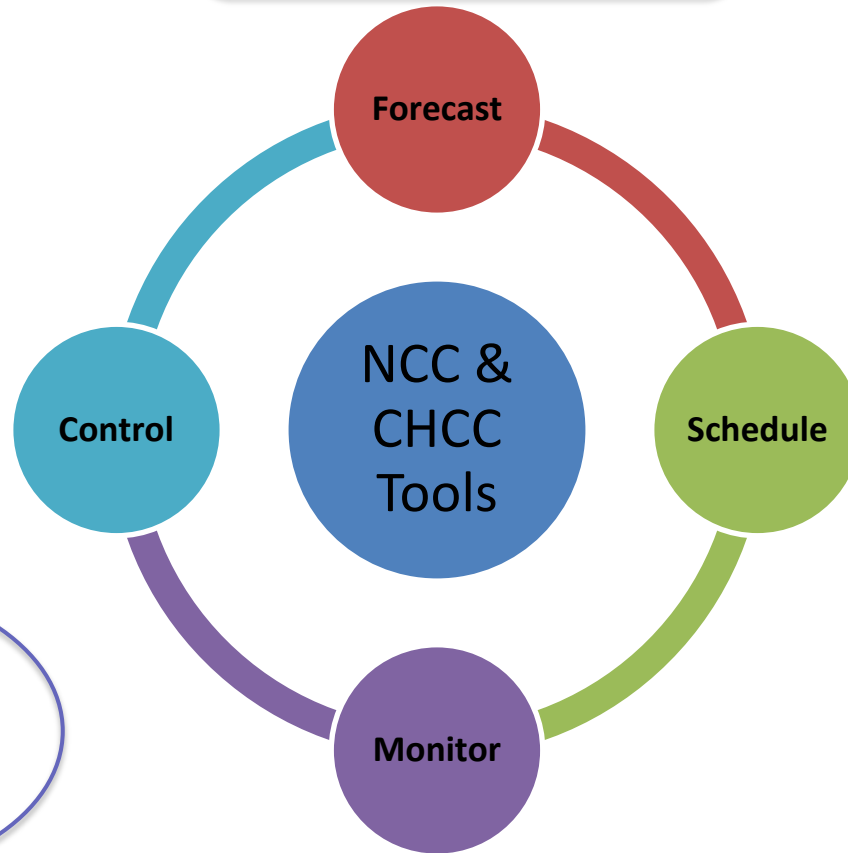 Forecast
NCC &
CHCC
Tools
Control
Schedule
Monitor